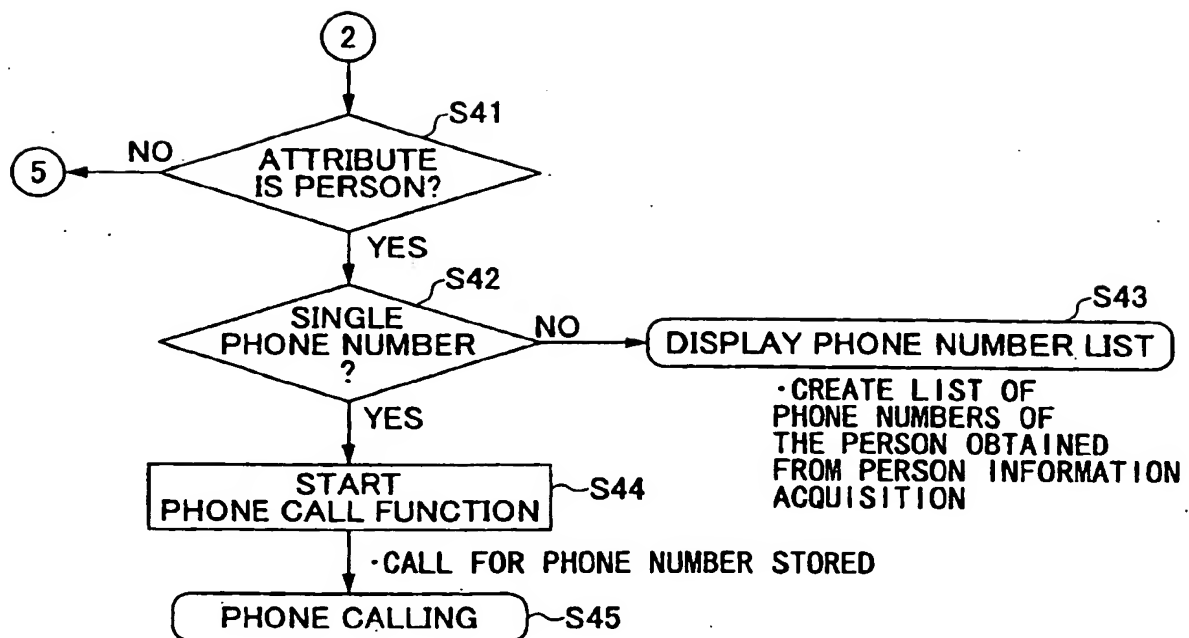 2
S41
ATTRIBUTE
IS PERSON?
NO
5
YES
S42
SINGLE
PHONE NUMBER
?
NO
S43
DISPLAY PHONE NUMBER LIST
·CREATE LIST OF
PHONE NUMBERS OF
THE PERSON OBTAINED
FROM PERSON INFORMATION
ACQUISITION
YES
START
PHONE CALL FUNCTION
S44
·CALL FOR PHONE NUMBER STORED
PHONE CALLING
S45